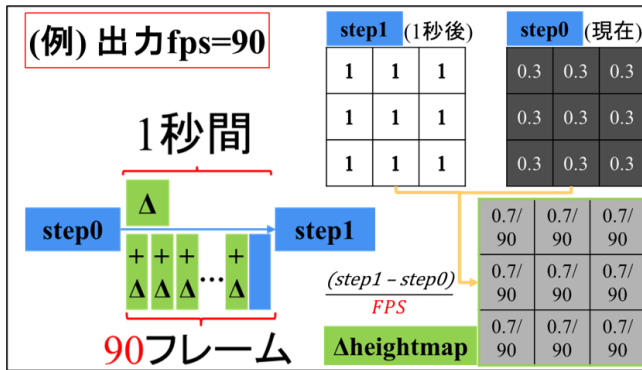 (例) 出力fps=90
1秒間
Δ
step0
step1
+ + + +
Δ Δ Δ … Δ
90フレーム
step1 (1秒後)
1 1 1
1 1 1
1 1 1
step0 (現在)
0.3 0.3 0.3
0.3 0.3 0.3
0.3 0.3 0.3
(step1 – step0)
FPS
Δheightmap
0.7/ 0.7/ 0.7/
90 90 90
0.7/ 0.7/ 0.7/
90 90 90
0.7/ 0.7/ 0.7/
90 90 90